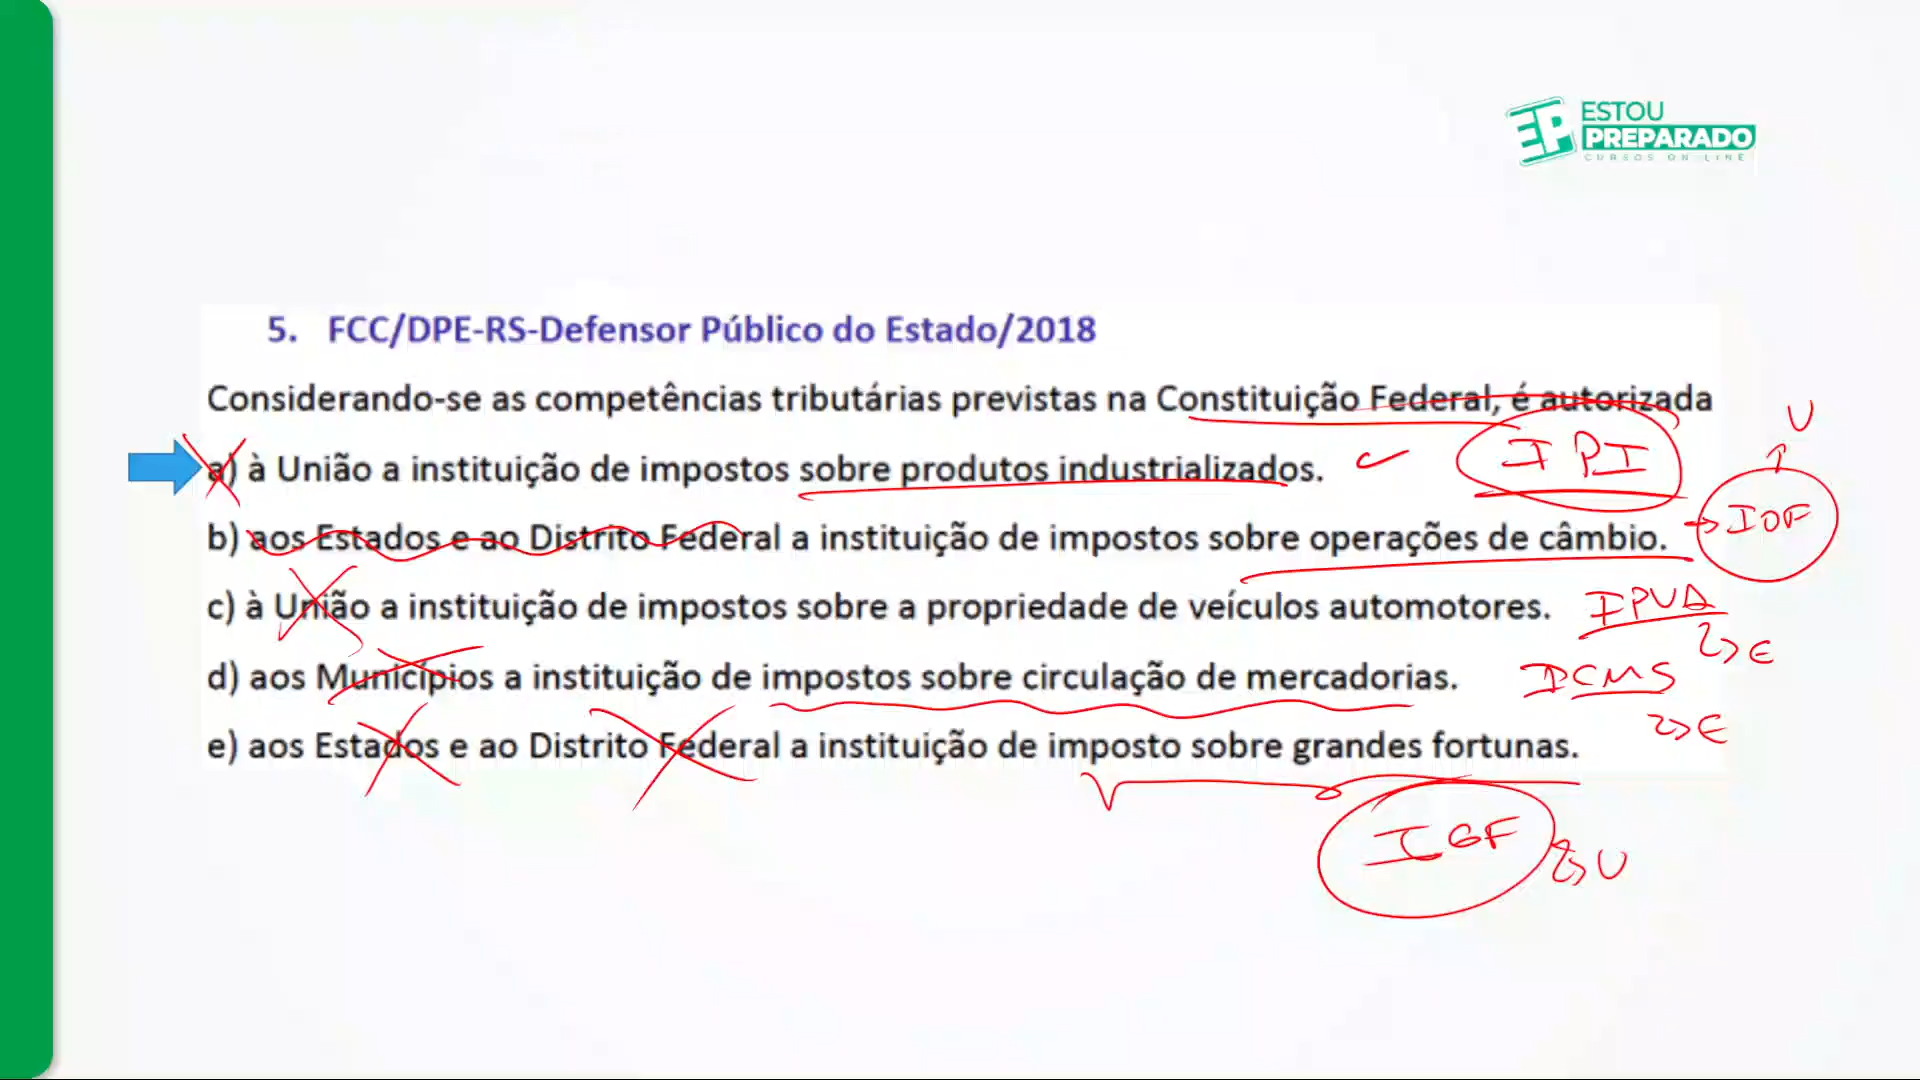 ESTOU
EP PREPARADO
CURSOS ON-LINE
5. FCC/DPE-RS-Defensor Público do Estado/2018
Considerando-se as competências tributárias previstas na Constituição Federal, é autorizada
U
a) à União a instituição de impostos sobre produtos industrializados. IPI
b) aos Estados e ao Distrito Federal a instituição de impostos sobre operações de câmbio. IOF
c) à União a instituição de impostos sobre a propriedade de veículos automotores. IPVA
E
d) aos Municípios a instituição de impostos sobre circulação de mercadorias. ICMS
E
e) aos Estados e ao Distrito Federal a instituição de imposto sobre grandes fortunas.
IGF U